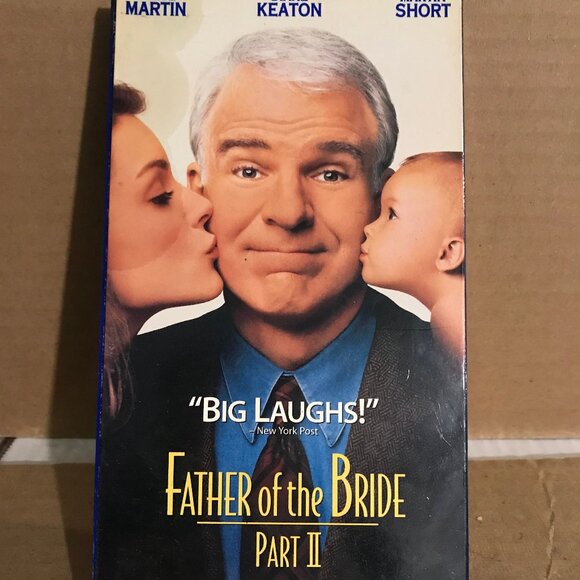 MARTIN KEATON SHORT
"BIG LAUGHS!"
– NEW YORK POST
FATHER of the BRIDE
PART II